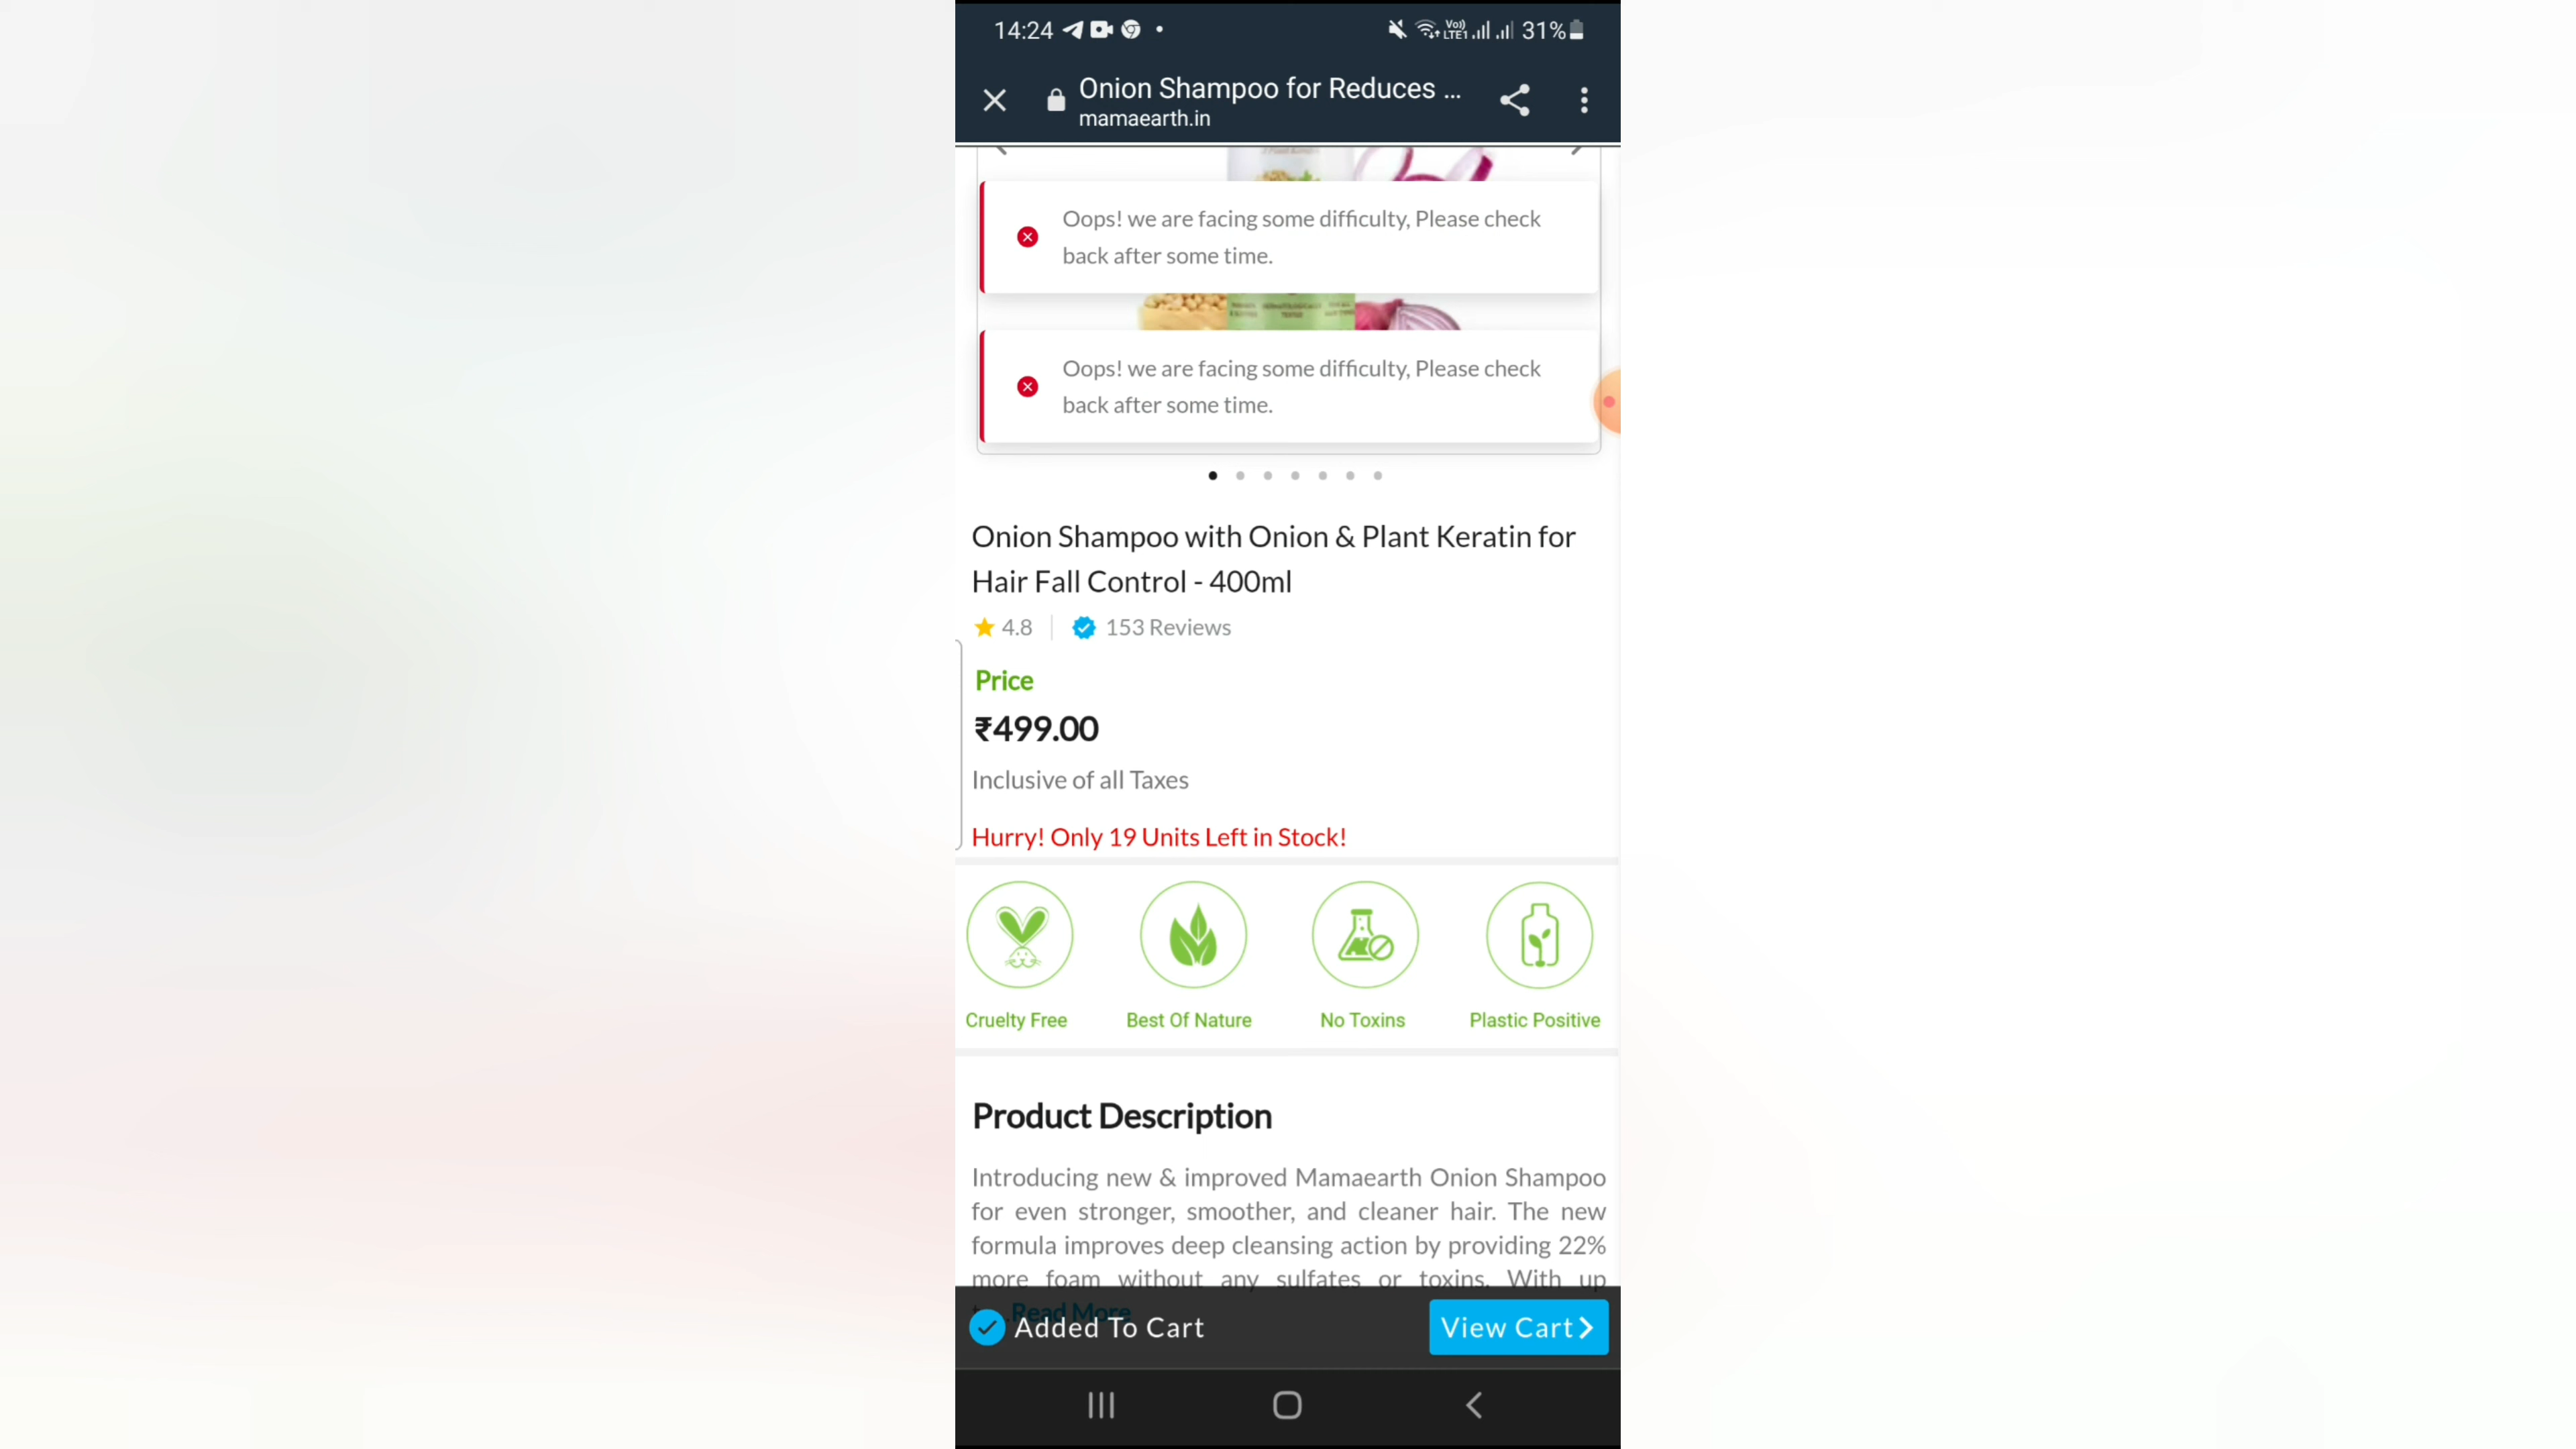 14:24 Vo)) LTE1 31%
Onion Shampoo for Reduces ...
mamaearth.in
Oops! we are facing some difficulty, Please check
back after some time.
TESTED
Oops! we are facing some difficulty, Please check
back after some time.
Onion Shampoo with Onion & Plant Keratin for
Hair Fall Control - 400ml
4.8 153 Reviews
Price
₹499.00
Inclusive of all Taxes
Hurry! Only 19 Units Left in Stock!
Cruelty Free Best Of Nature No Toxins Plastic Positive
Product Description
Introducing new & improved Mamaearth Onion Shampoo
for even stronger, smoother, and cleaner hair. The new
formula improves deep cleansing action by providing 22%
more foam without any sulfates or toxins. With up
Read More
Added To Cart View Cart